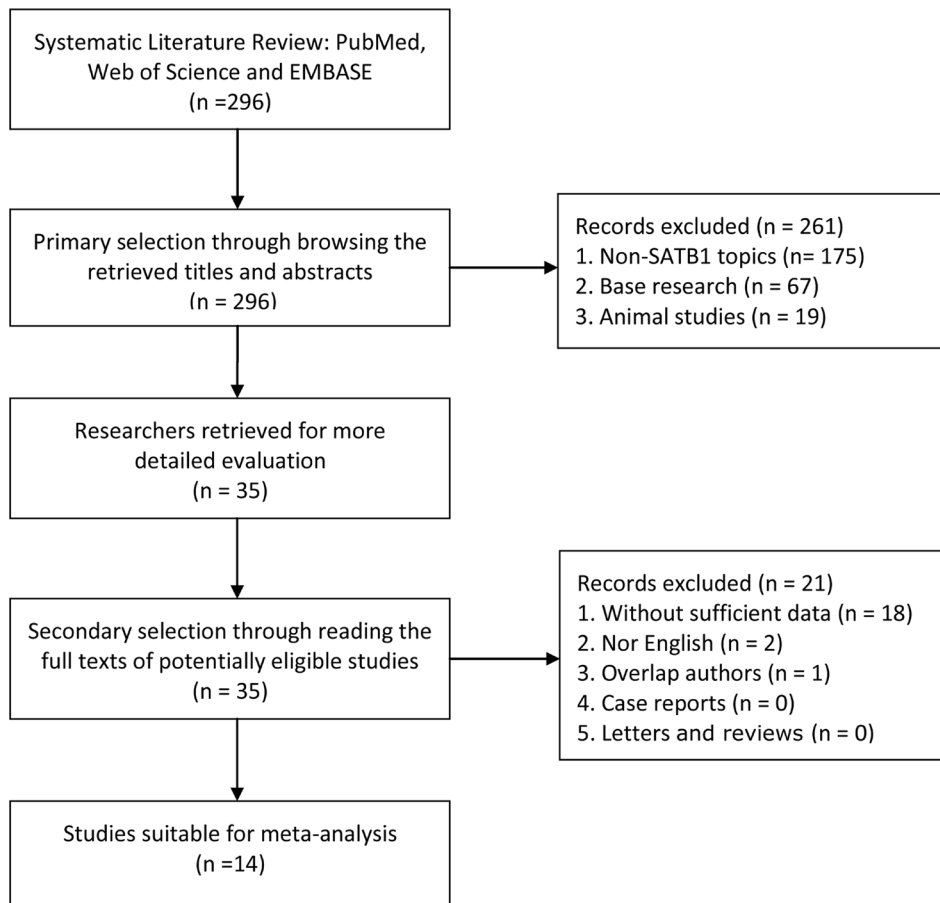 Systematic Literature Review: PubMed,
Web of Science and EMBASE
(n =296)
Primary selection through browsing the
retrieved titles and abstracts
(n = 296)
Records excluded (n = 261)
1. Non-SATB1 topics (n= 175)
2. Base research (n = 67)
3. Animal studies (n = 19)
Researchers retrieved for more
detailed evaluation
(n = 35)
Secondary selection through reading the
full texts of potentially eligible studies
(n = 35)
Records excluded (n = 21)
1. Without sufficient data (n = 18)
2. Nor English (n = 2)
3. Overlap authors (n = 1)
4. Case reports (n = 0)
5. Letters and reviews (n = 0)
Studies suitable for meta-analysis
(n =14)